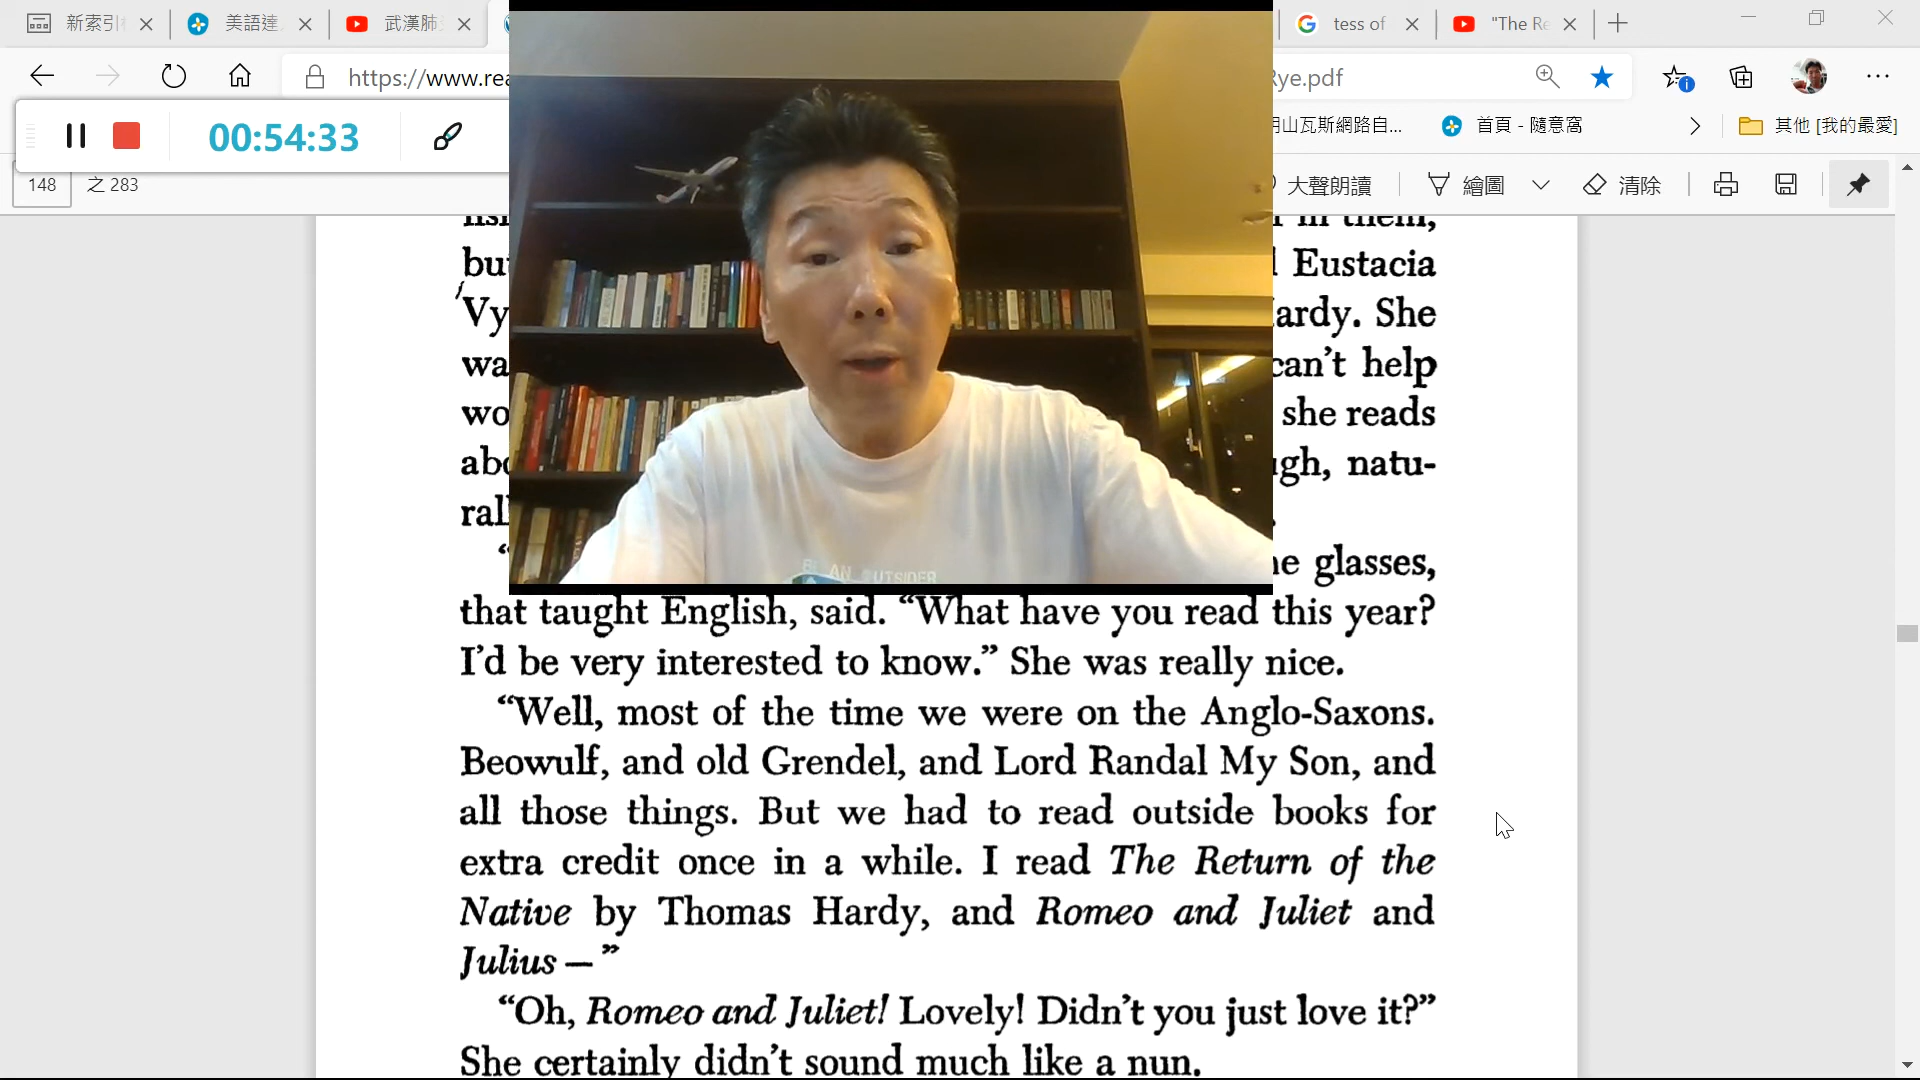 新索引
美語達
武漢肺
tess of
"The Re
https://www.rea
Rye.pdf
00:54:33
明山瓦斯網路自...
首頁 - 隨意窩
其他 [我的最愛]
148 之 283
大聲朗讀
繪圖
清除
in them,
bu
Eustacia
Vy
ardy. She
wa
can't help
wo
she reads
abo
gh, natu-
ral
he glasses,
that taught English, said. “What have you read this year?
I'd be very interested to know.” She was really nice.
“Well, most of the time we were on the Anglo-Saxons.
Beowulf, and old Grendel, and Lord Randal My Son, and
all those things. But we had to read outside books for
extra credit once in a while. I read The Return of the
Native by Thomas Hardy, and Romeo and Juliet and
Julius — ”
“Oh, Romeo and Juliet! Lovely! Didn't you just love it?”
She certainly didn't sound much like a nun.